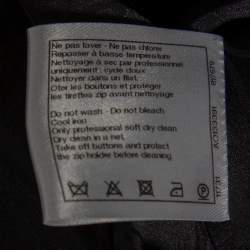 Ne pas laver - Ne pas chlorer
Repasser à basse température
Nettoyage à sec par professionnel
uniquement: cycle doux
Nettoyer dans un filet.
Oter les boutons et protéger
les tirettes zip avant nettoyage
Do not wash - Do not bleach
Cool iron
Only professional soft dry clean
Dry clean in a net.
Take off buttons and protect
the zip holder before cleaning